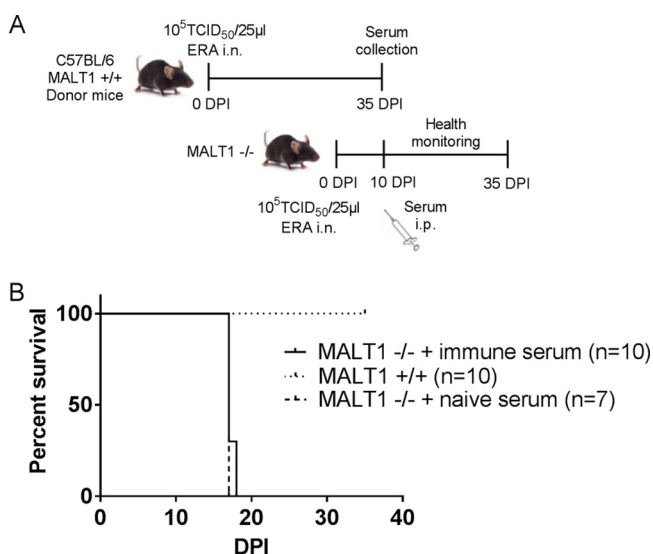 A
10⁵TCID₅₀/25µl
ERA i.n.
Serum
collection
C57BL/6
MALT1 +/+
Donor mice
0 DPI
35 DPI
MALT1 -/-
Health
monitoring
0 DPI
10 DPI
35 DPI
10⁵TCID₅₀/25µl
ERA i.n.
Serum
i.p.
B
Percent survival
100
50
0
MALT1 -/- + immune serum (n=10)
MALT1 +/+ (n=10)
MALT1 -/- + naive serum (n=7)
0 10 20 30 40
DPI